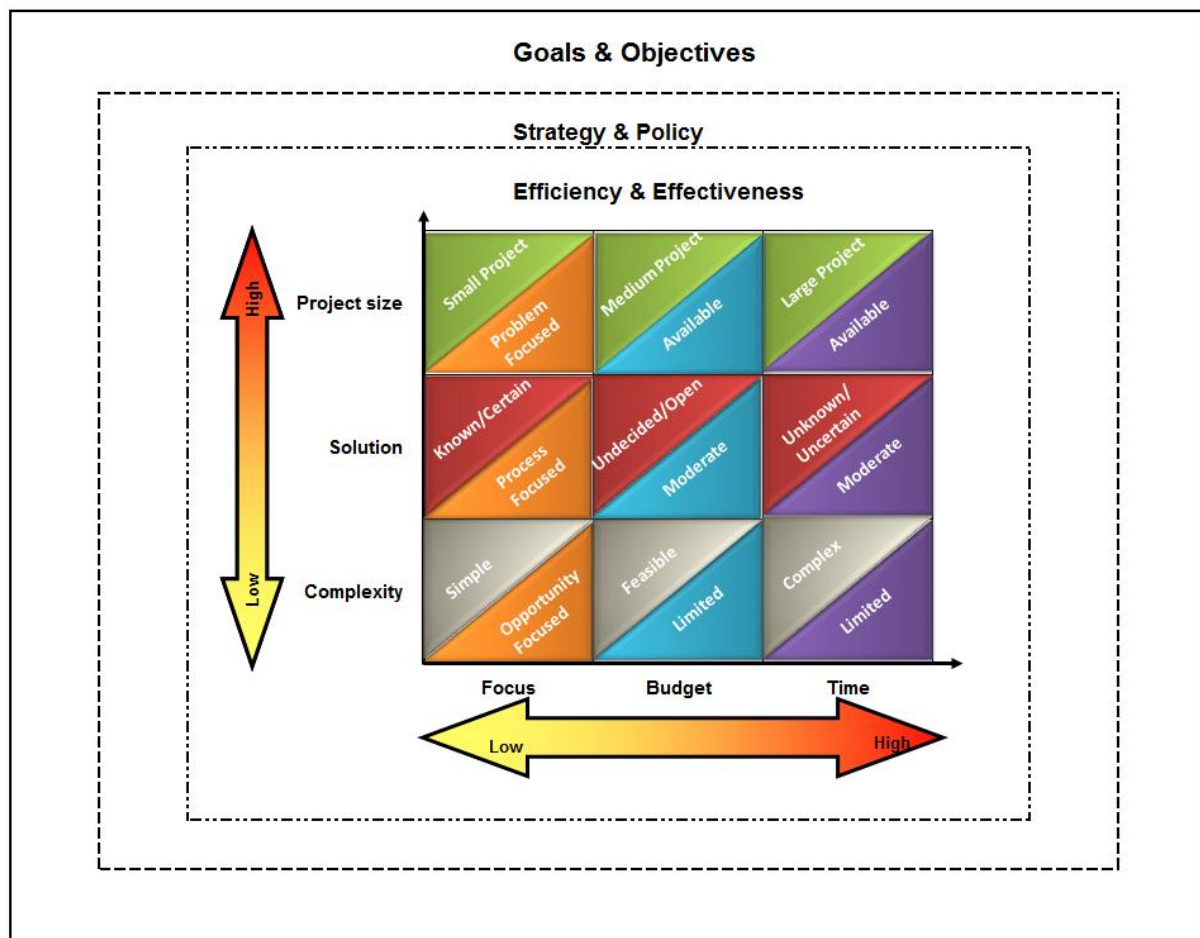 Goals & Objectives
Strategy & Policy
Efficiency & Effectiveness
High
Low
Project size
Small Project
Problem
Focused
Medium Project
Available
Large Project
Available
Solution
Known/Certain
Process
Focused
Undecided/Open
Moderate
Unknown/
Uncertain
Moderate
Complexity
Simple
Opportunity
Focused
Feasible
Limited
Complex
Limited
Focus
Budget
Time
Low
High